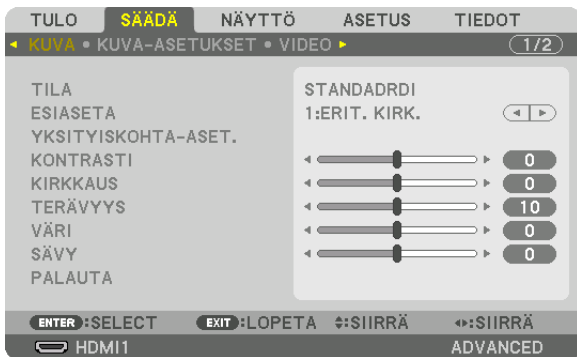 TULO SÄÄDÄ NÄYTTÖ ASETUS TIEDOT
KUVA • KUVA-ASETUKSET • VIDEO 1/2
TILA STANDADRDI
ESIASETA 1:ERIT. KIRK.
YKSITYISKOHTA-ASET.
KONTRASTI 0
KIRKKAUS 0
TERÄVYYS 10
VÄRI 0
SÄVY 0
PALAUTA
ENTER :SELECT EXIT :LOPETA :SIIRRÄ :SIIRRÄ
HDMI1 ADVANCED